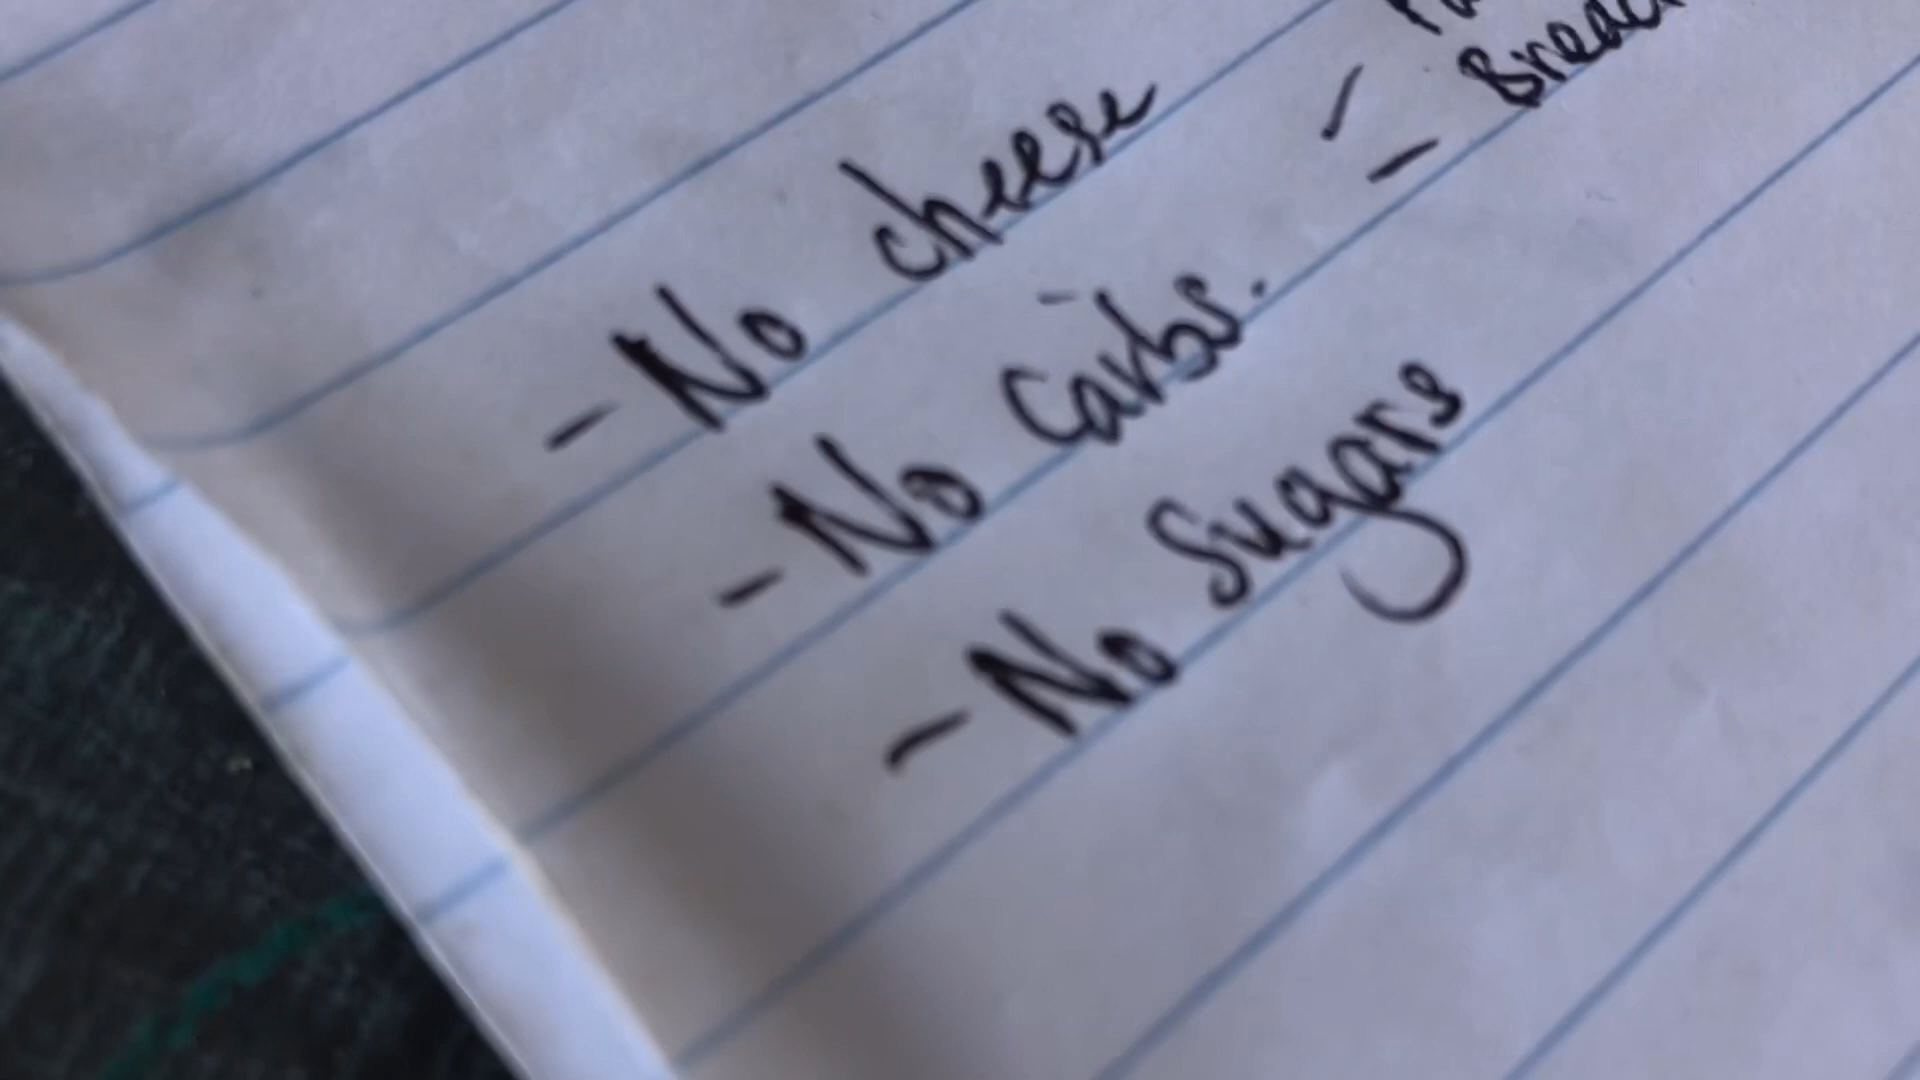 - No cheese
- No Carbs.
- No Sugars
- Bread